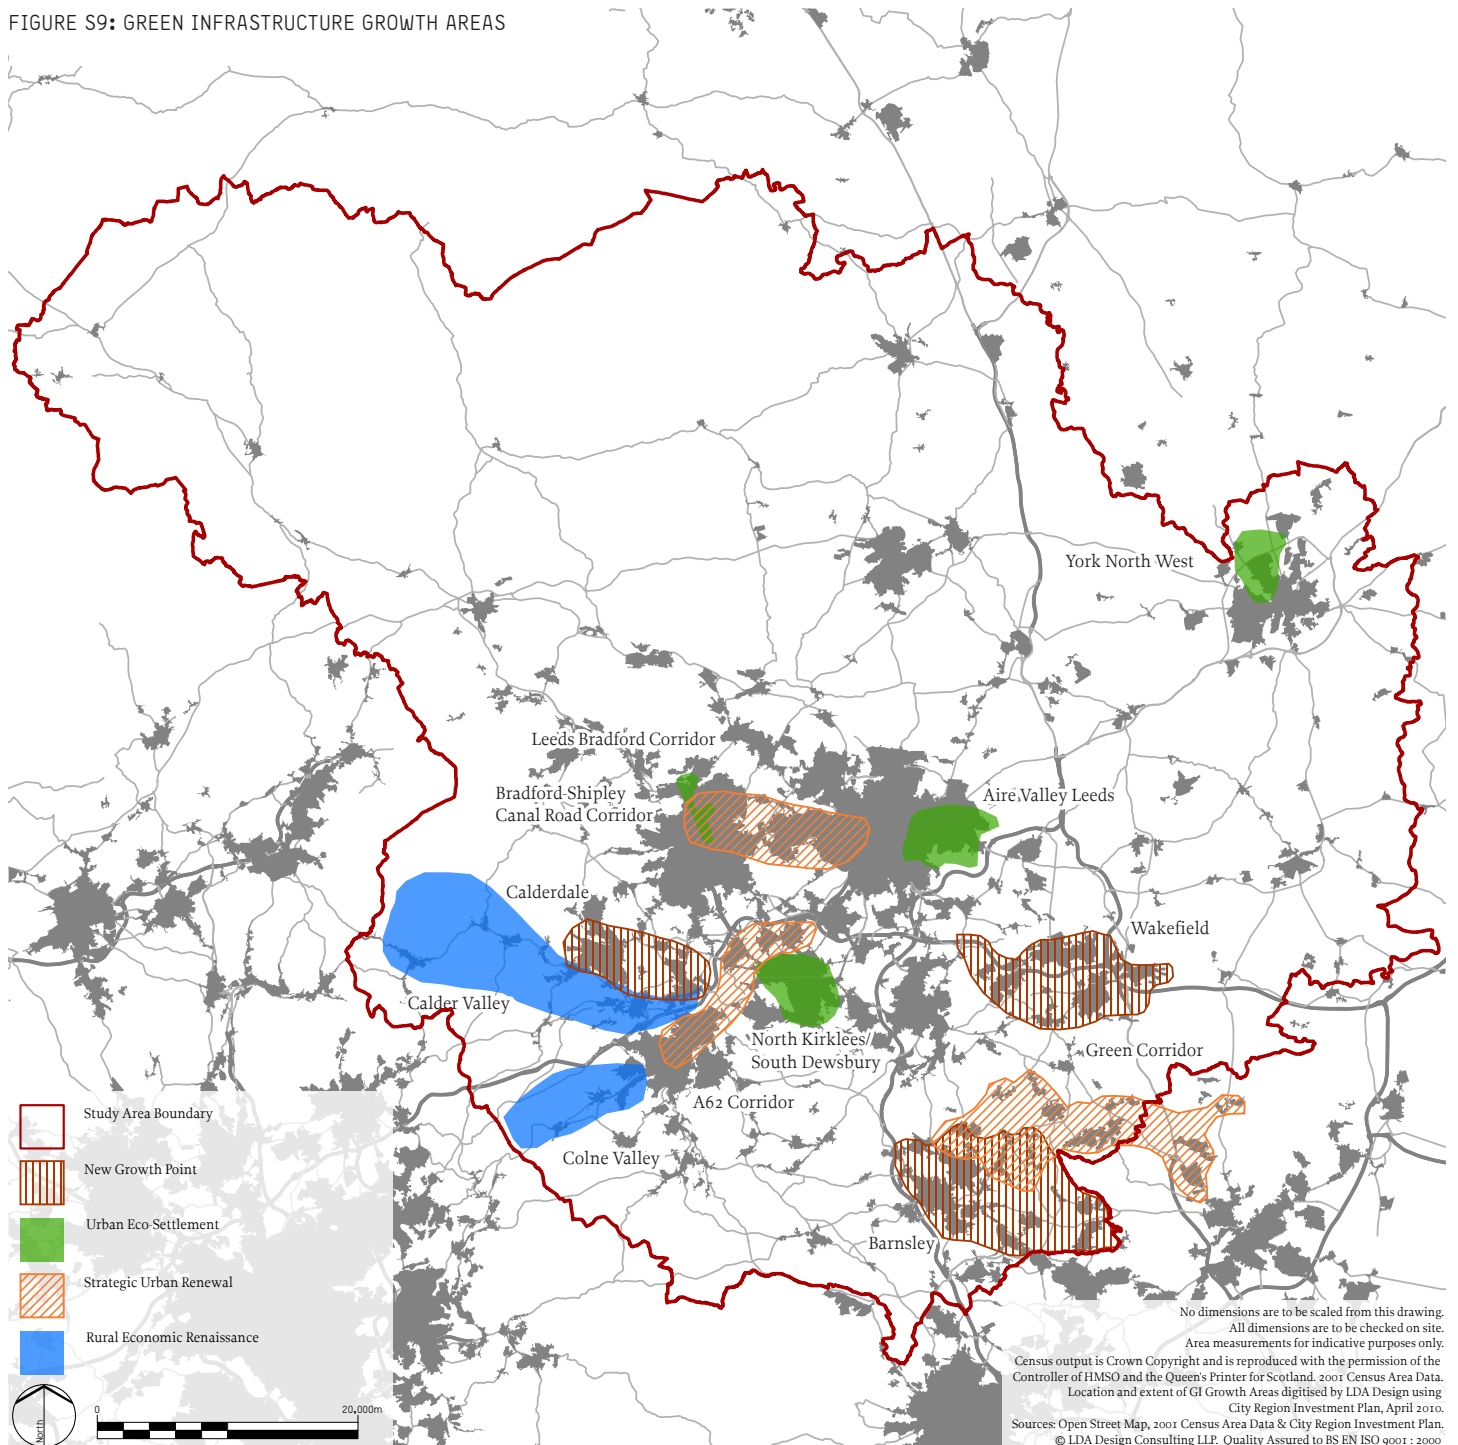 FIGURE S9: GREEN INFRASTRUCTURE GROWTH AREAS
York North West
Leeds Bradford Corridor
Bradford-Shipley
Canal Road Corridor
Aire Valley Leeds
Calderdale
Wakefield
Calder Valley
North Kirklees/
South Dewsbury
Green Corridor
A62 Corridor
Colne Valley
Barnsley
Study Area Boundary
New Growth Point
Urban Eco-Settlement
Strategic Urban Renewal
Rural Economic Renaissance
North
0 20,000m
No dimensions are to be scaled from this drawing.
All dimensions are to be checked on site.
Area measurements for indicative purposes only.
Census output is Crown Copyright and is reproduced with the permission of the
Controller of HMSO and the Queen's Printer for Scotland. 2001 Census Area Data.
Location and extent of GI Growth Areas digitised by LDA Design using
City Region Investment Plan, April 2010.
Sources: Open Street Map, 2001 Census Area Data & City Region Investment Plan.
© LDA Design Consulting LLP. Quality Assured to BS EN ISO 9001 : 2000